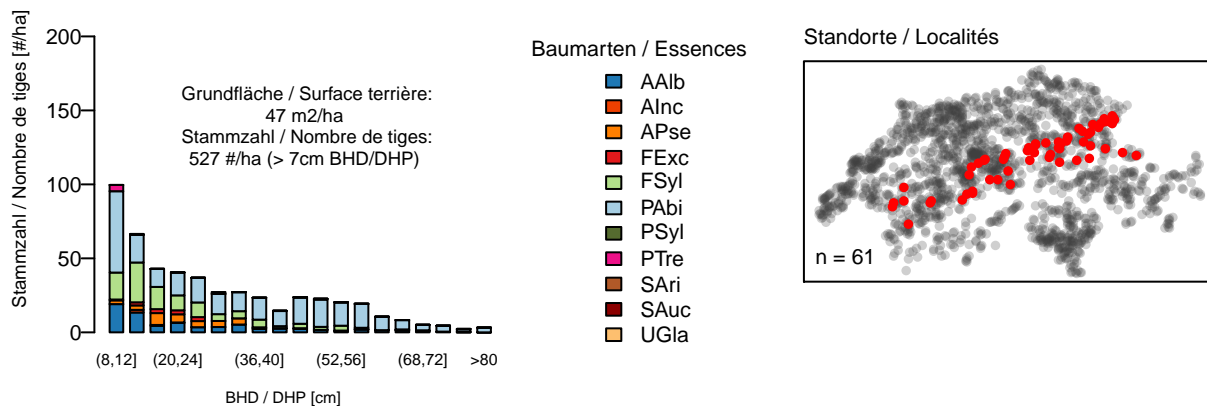 Stammzahl / Nombre de tiges [#/ha]
200
150
100
50
0
Grundfläche / Surface terrière:
47 m2/ha
Stammzahl / Nombre de tiges:
527 #/ha (> 7cm BHD/DHP)
(8,12]
(20,24]
(36,40]
(52,56]
(68,72]
>80
BHD / DHP [cm]
Baumarten / Essences
AAlb
AInc
APse
FExc
FSyl
PAbi
PSyl
PTre
SAri
SAuc
UGla
Standorte / Localités
n = 61